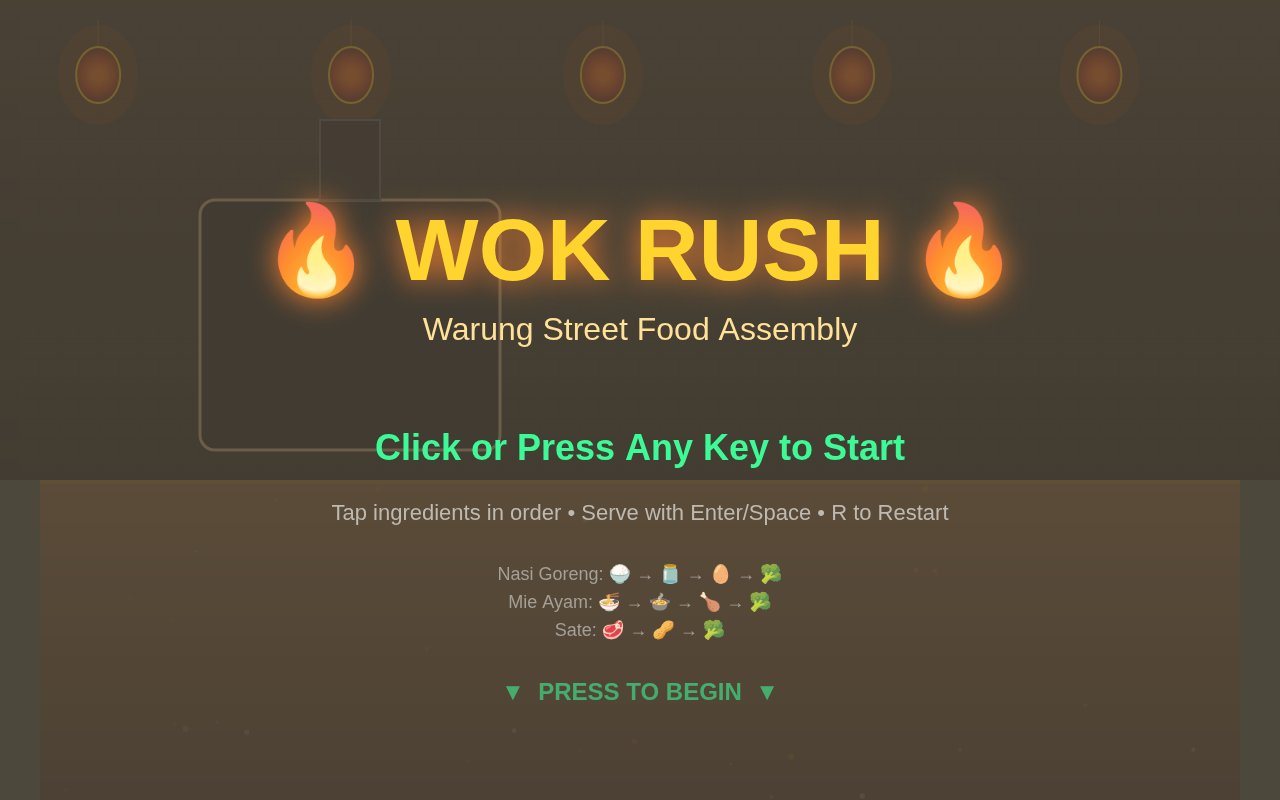 🔥 WOK RUSH 🔥
Warung Street Food Assembly
Click or Press Any Key to Start
Tap ingredients in order • Serve with Enter/Space • R to Restart
Nasi Goreng: 🍚 → 🫙 → 🥚 → 🥦
Mie Ayam: 🍜 → 🍲 → 🍗 → 🥦
Sate: 🥩 → 🥜 → 🥦
▼ PRESS TO BEGIN ▼